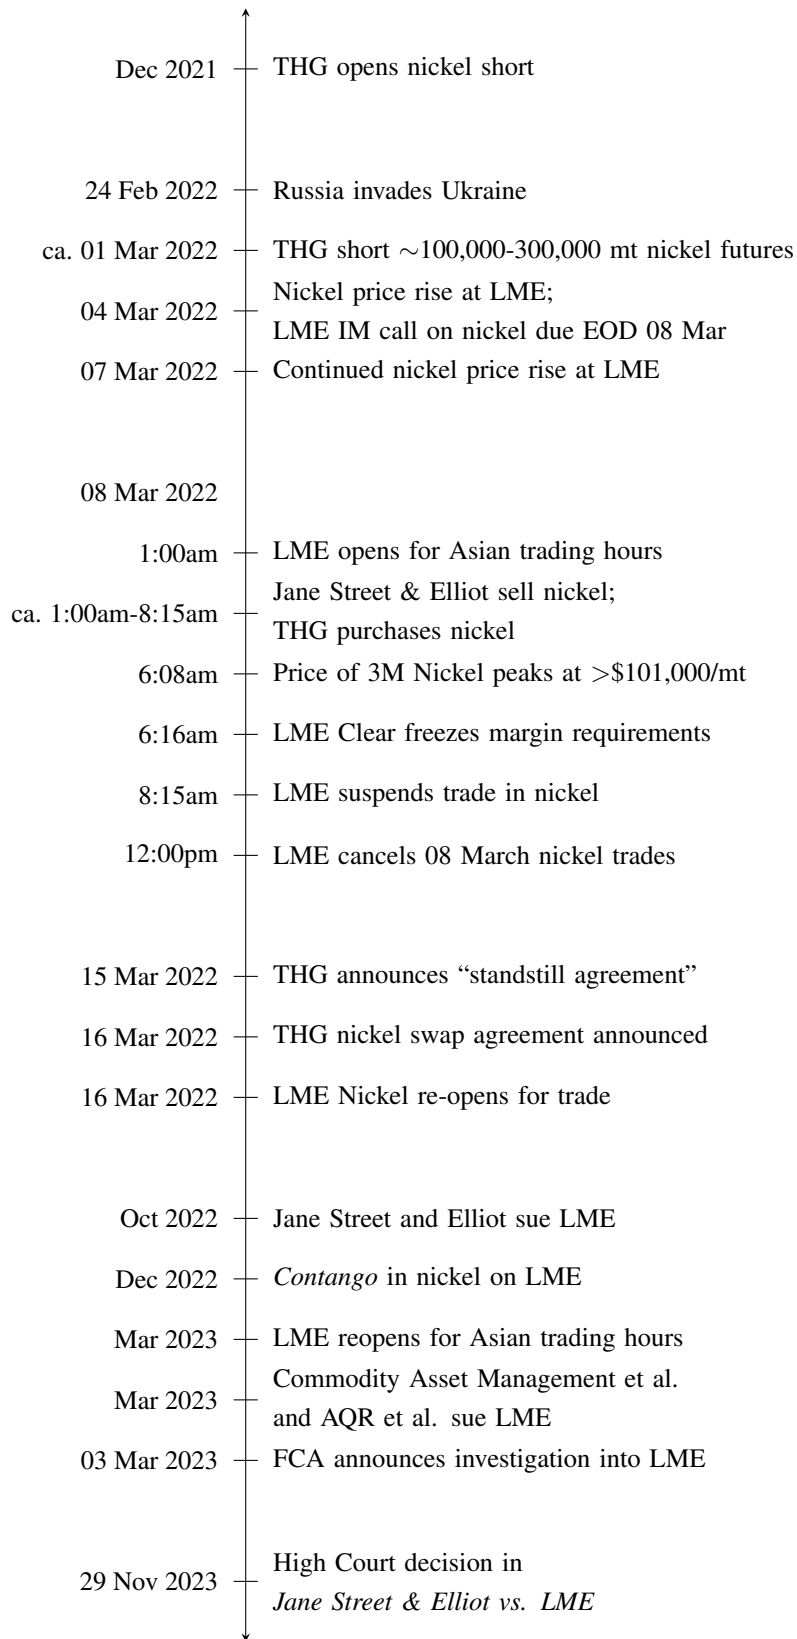 Dec 2021 THG opens nickel short
24 Feb 2022 Russia invades Ukraine
ca. 01 Mar 2022 THG short ∼100,000-300,000 mt nickel futures
04 Mar 2022 Nickel price rise at LME;
LME IM call on nickel due EOD 08 Mar
07 Mar 2022 Continued nickel price rise at LME
08 Mar 2022
1:00am LME opens for Asian trading hours
ca. 1:00am-8:15am Jane Street & Elliot sell nickel;
THG purchases nickel
6:08am Price of 3M Nickel peaks at >$101,000/mt
6:16am LME Clear freezes margin requirements
8:15am LME suspends trade in nickel
12:00pm LME cancels 08 March nickel trades
15 Mar 2022 THG announces “standstill agreement”
16 Mar 2022 THG nickel swap agreement announced
16 Mar 2022 LME Nickel re-opens for trade
Oct 2022 Jane Street and Elliot sue LME
Dec 2022 Contango in nickel on LME
Mar 2023 LME reopens for Asian trading hours
Mar 2023 Commodity Asset Management et al.
and AQR et al. sue LME
03 Mar 2023 FCA announces investigation into LME
29 Nov 2023 High Court decision in
Jane Street & Elliot vs. LME